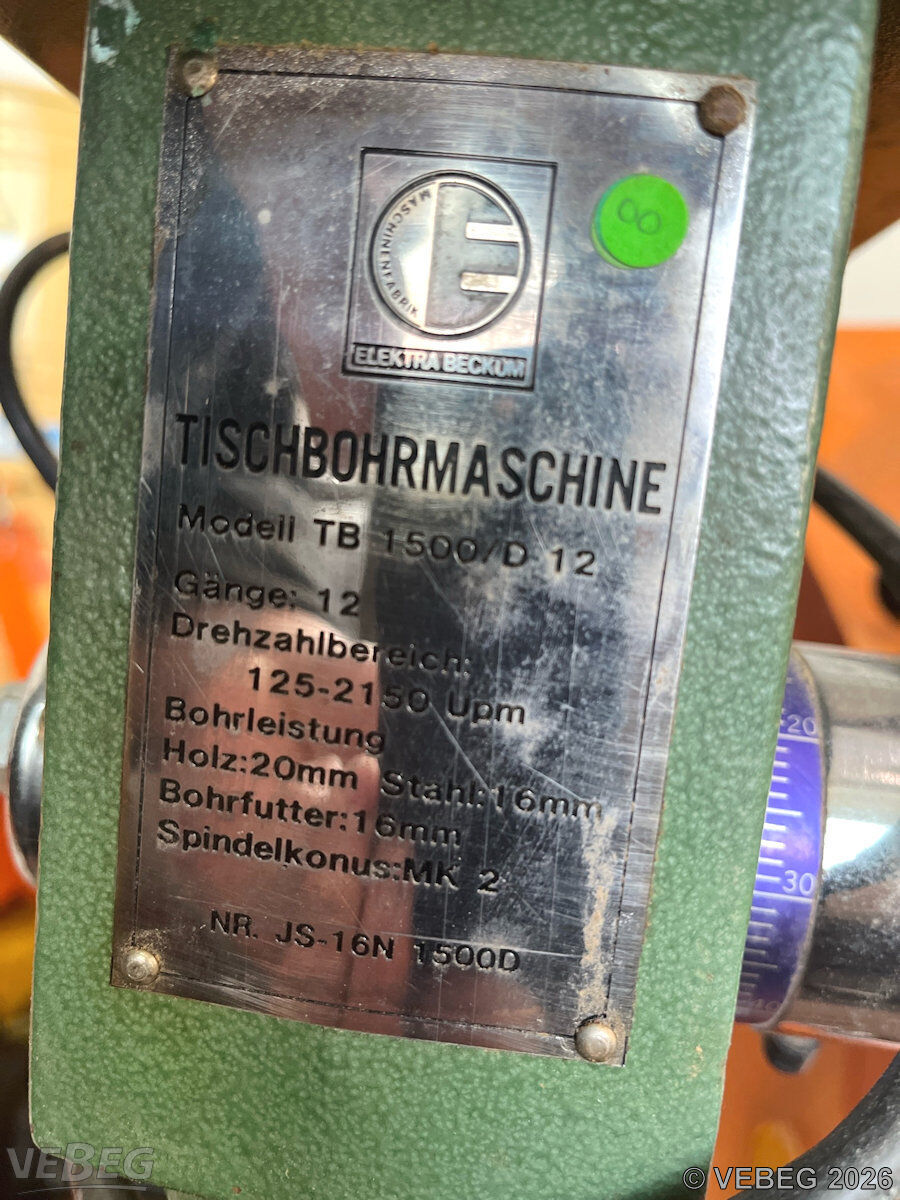 MASCHINENFABRIK
E
ELEKTRA BECKUM
00
TISCHBOHRMASCHINE
Modell TB 1500/D 12
Gänge: 12
Drehzahlbereich:
125-2150 Upm
Bohrleistung
Holz:20mm Stahl:16mm
Bohrfutter:16mm
Spindelkonus:MK 2
NR. JS-16N 1500D
20
30
40
VEBEG
© VEBEG 2026